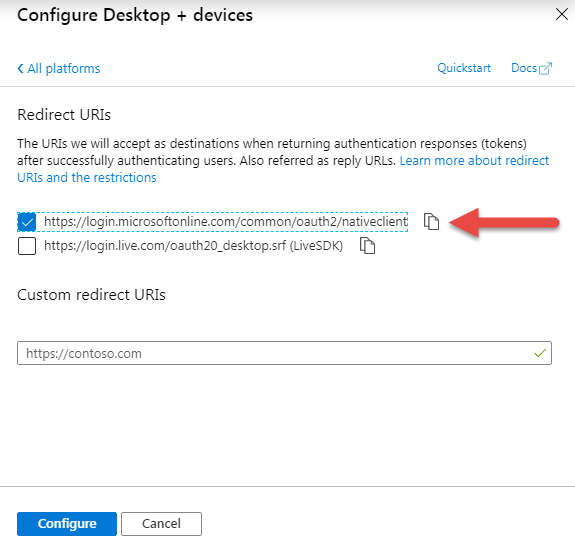 Configure Desktop + devices
All platforms
Quickstart
Docs
Redirect URIs
The URIs we will accept as destinations when returning authentication responses (tokens)
after successfully authenticating users. Also referred as reply URLs. Learn more about redirect
URIs and the restrictions
https://login.microsoftonline.com/common/oauth2/nativeclient
https://login.live.com/oauth20_desktop.srf (LiveSDK)
Custom redirect URIs
https://contoso.com
Configure
Cancel